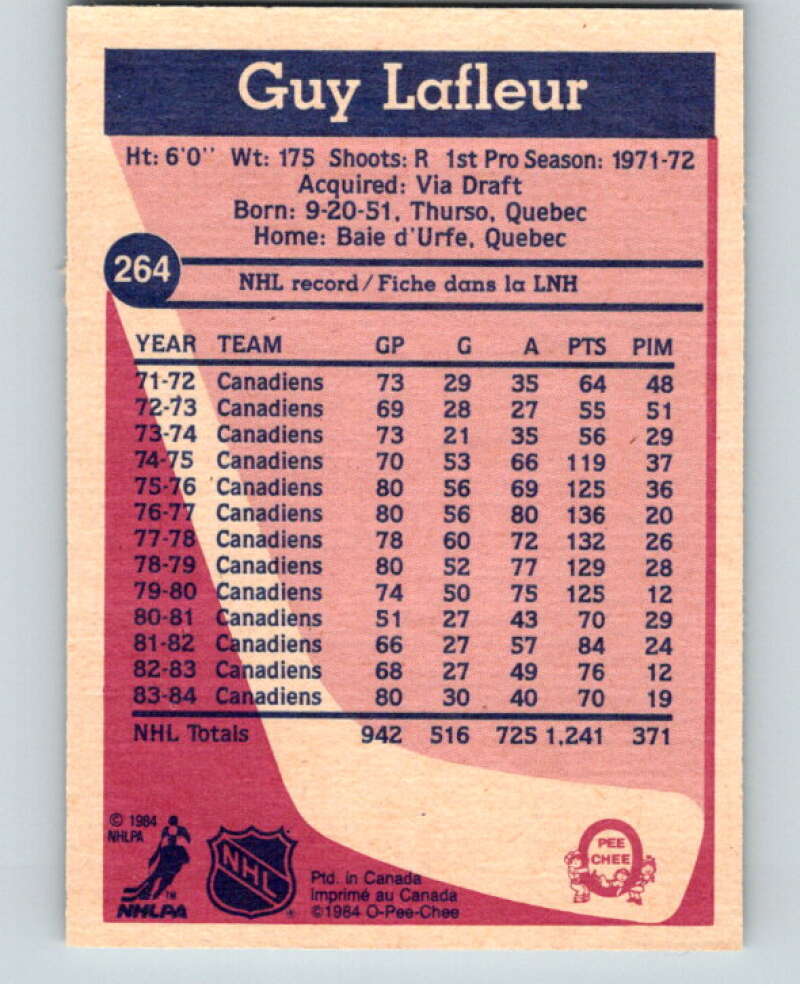 Guy Lafleur
Ht: 6'0" Wt: 175 Shoots: R 1st Pro Season: 1971-72
Acquired: Via Draft
Born: 9-20-51, Thurso, Quebec
Home: Baie d'Urfe, Quebec
264
NHL record/Fiche dans la LNH
YEAR TEAM GP G A PTS PIM
71-72 Canadiens 73 29 35 64 48
72-73 Canadiens 69 28 27 55 51
73-74 Canadiens 73 21 35 56 29
74-75 Canadiens 70 53 66 119 37
75-76 Canadiens 80 56 69 125 36
76-77 Canadiens 80 56 80 136 20
77-78 Canadiens 78 60 72 132 26
78-79 Canadiens 80 52 77 129 28
79-80 Canadiens 74 50 75 125 12
80-81 Canadiens 51 27 43 70 29
81-82 Canadiens 66 27 57 84 24
82-83 Canadiens 68 27 49 76 12
83-84 Canadiens 80 30 40 70 19
NHL Totals 942 516 725 1,241 371
© 1984
NHLPA
TM
NHLPA
NHL
®
Ptd. in Canada
Imprimé au Canada
©1984 O-Pee-Chee
PEE
CHEE